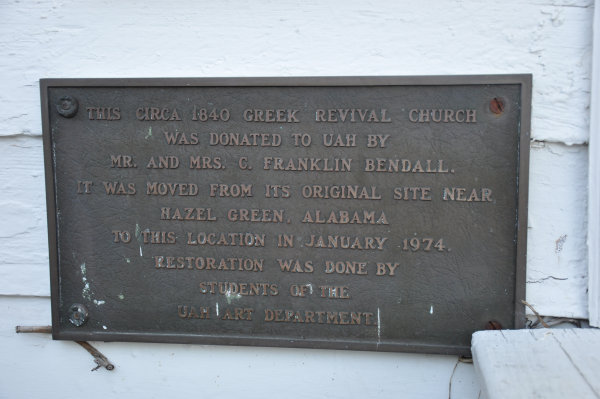 THIS CIRCA 1840 GREEK REVIVAL CHURCH
WAS DONATED TO UAH BY
MR. AND MRS. C. FRANKLIN BENDALL.
IT WAS MOVED FROM ITS ORIGINAL SITE NEAR
HAZEL GREEN, ALABAMA
TO THIS LOCATION IN JANUARY 1974.
RESTORATION WAS DONE BY
STUDENTS OF THE
UAH ART DEPARTMENT.